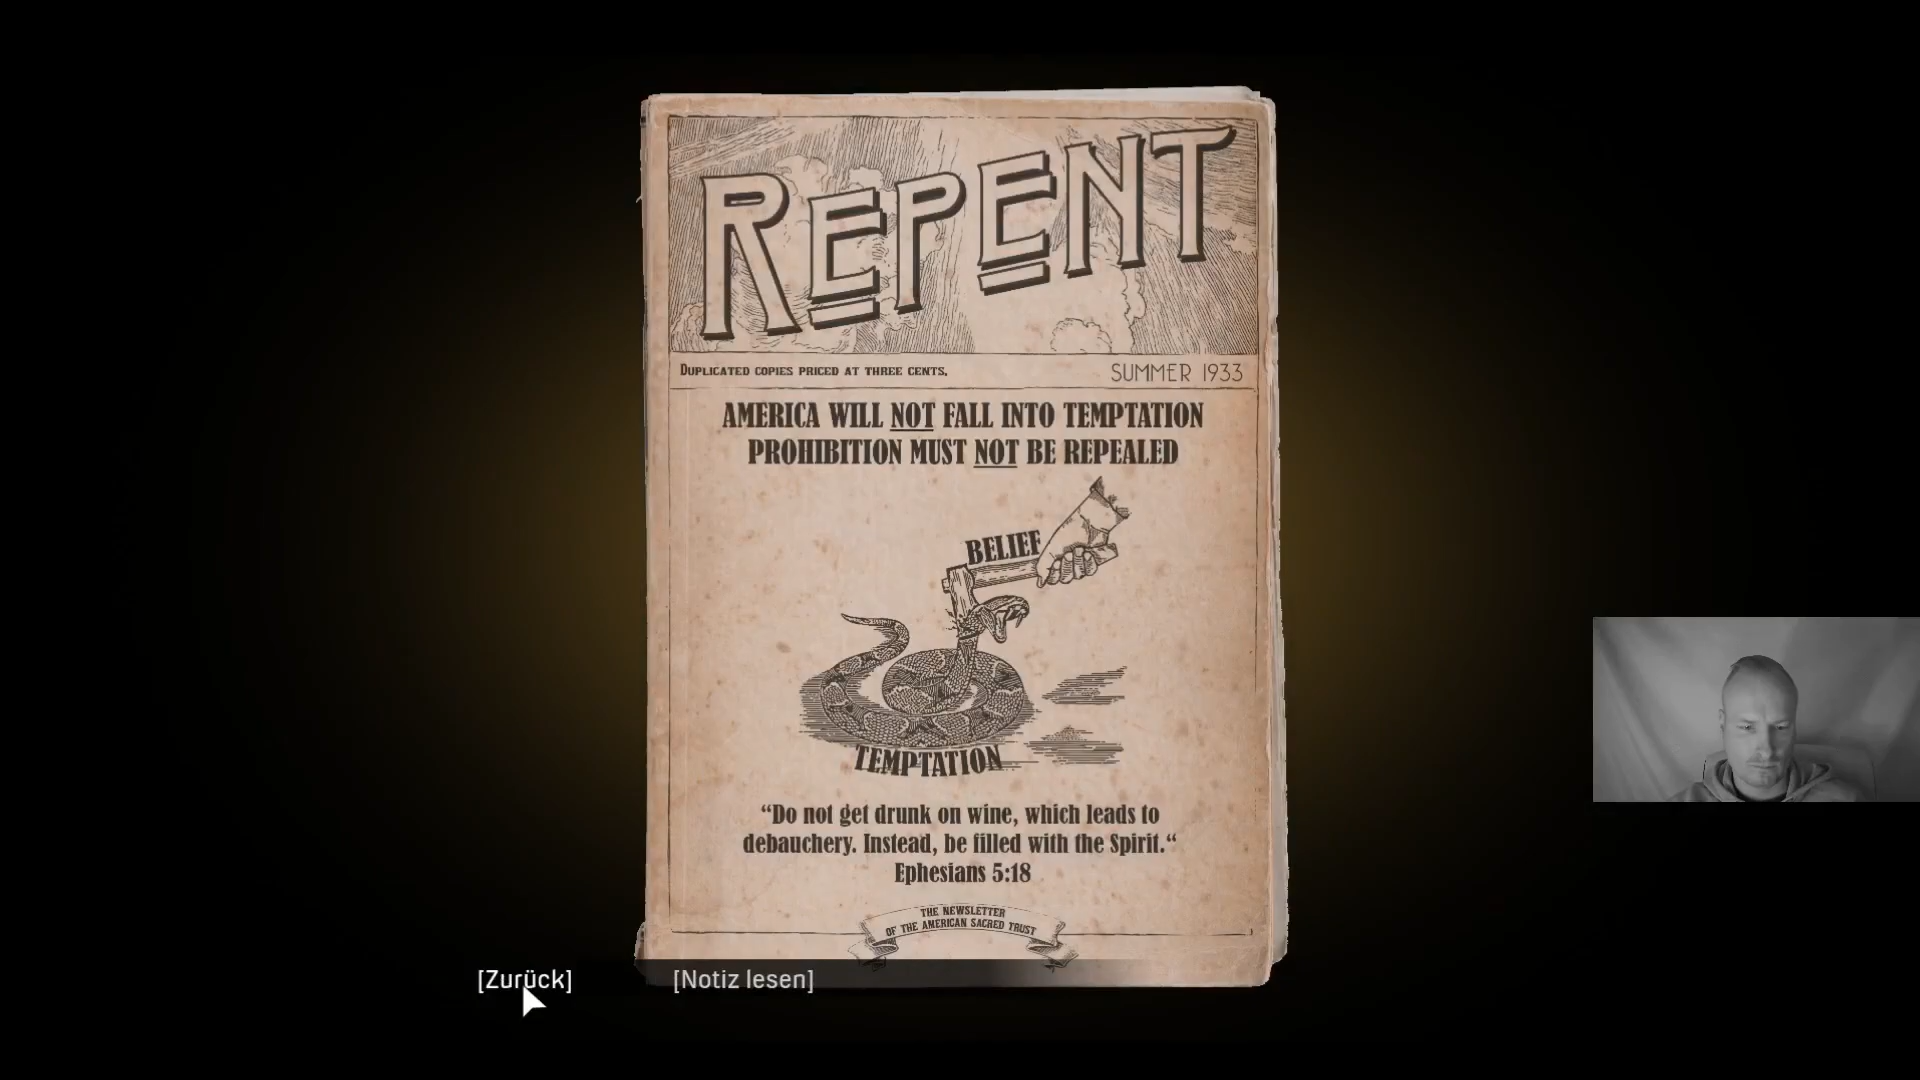 REPENT
DUPLICATED COPIES PRICED AT THREE CENTS.
SUMMER 1933
AMERICA WILL NOT FALL INTO TEMPTATION
PROHIBITION MUST NOT BE REPEALED
BELIEF
TEMPTATION
“Do not get drunk on wine, which leads to
debauchery. Instead, be filled with the Spirit.“
Ephesians 5:18
THE NEWSLETTER
OF THE AMERICAN SACRED TRUST
[Zurück] [Notiz lesen]